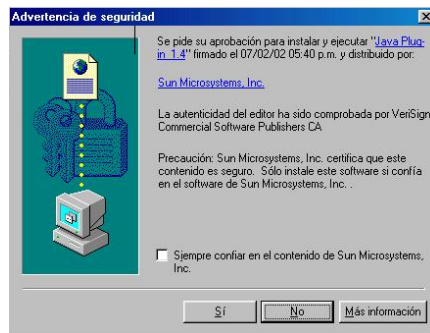 Advertencia de seguridad
Se pide su aprobación para instalar y ejecutar "Java Plug-
in 1.4" firmado el 07/02/02 05:40 p.m. y distribuido por:
Sun Microsystems, Inc.
La autenticidad del editor ha sido comprobada por VeriSign
Commercial Software Publishers CA
Precaución: Sun Microsystems, Inc. certifica que este
contenido es seguro. Sólo instale este software si confía
en el software de Sun Microsystems, Inc. .
Siempre confiar en el contenido de Sun Microsystems,
Inc.
Sí No Más información